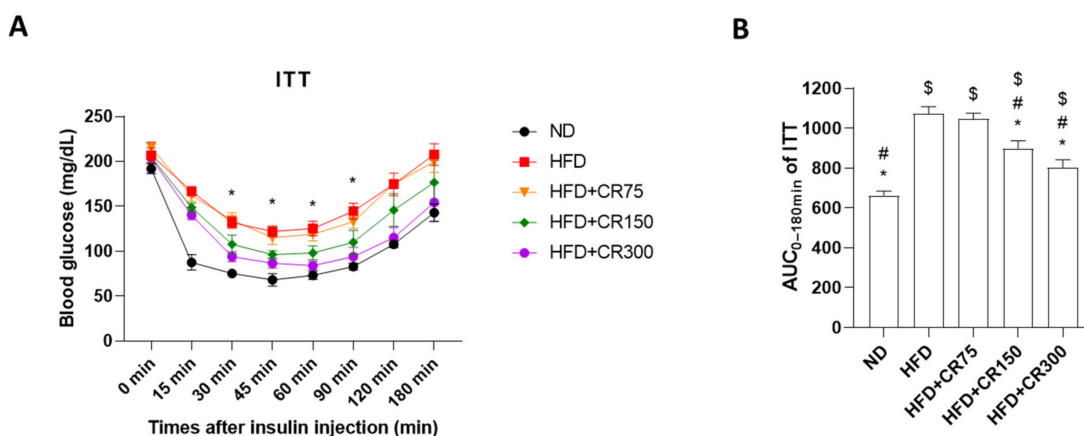 A
ITT
Blood glucose (mg/dL)
250
200
150
100
50
0
* * * *
0 min
15 min
30 min
45 min
60 min
90 min
120 min
180 min
Times after insulin injection (min)
ND
HFD
HFD+CR75
HFD+CR150
HFD+CR300
B
AUC0–180min of ITT
1200
1000
800
600
400
200
0
#
*
$
$
$
#
*
$
#
*
ND
HFD
HFD+CR75
HFD+CR150
HFD+CR300